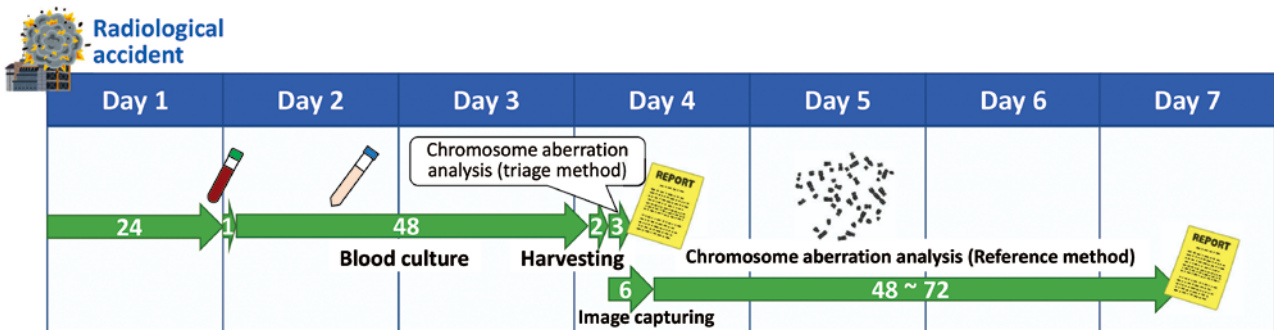 Radiological
accident
Day 1
Day 2
Day 3
Day 4
Day 5
Day 6
Day 7
Chromosome aberration
analysis (triage method)
REPORT
24
1
48
2
3
Blood culture
Harvesting
Chromosome aberration analysis (Reference method)
REPORT
6
48 ~ 72
Image capturing